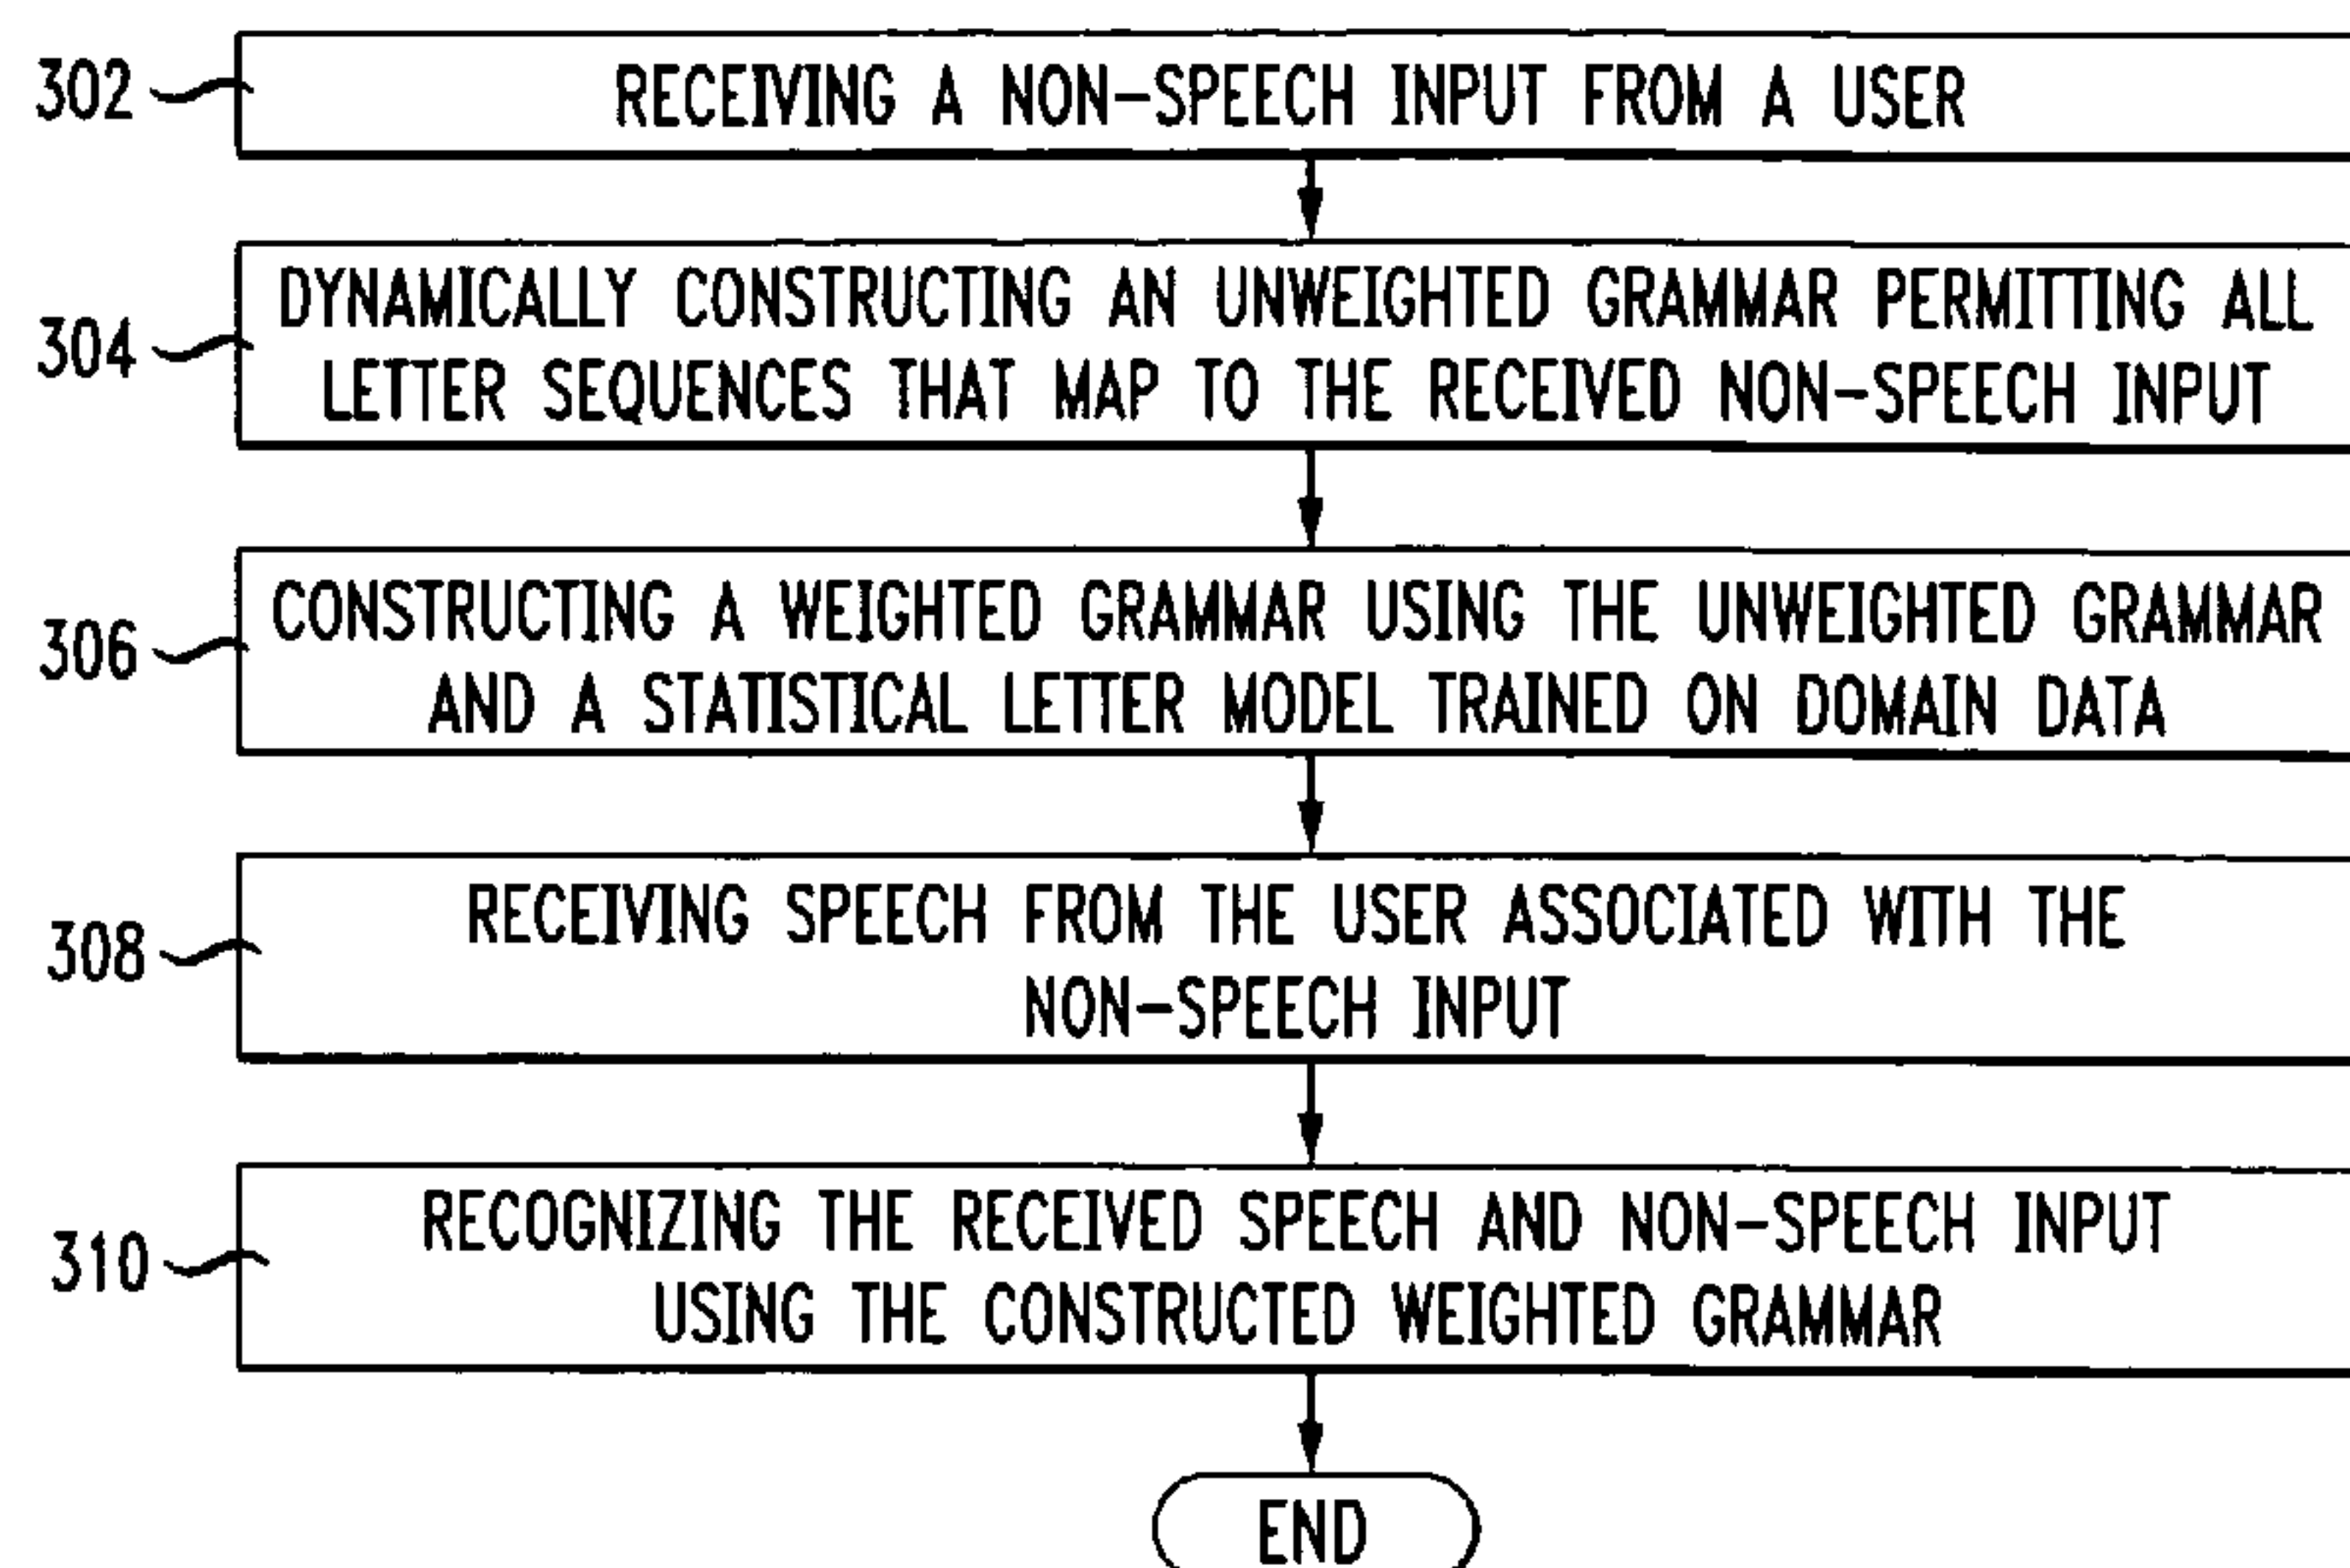 302
RECEIVING A NON-SPEECH INPUT FROM A USER
304
DYNAMICALLY CONSTRUCTING AN UNWEIGHTED GRAMMAR PERMITTING ALL
LETTER SEQUENCES THAT MAP TO THE RECEIVED NON-SPEECH INPUT
306
CONSTRUCTING A WEIGHTED GRAMMAR USING THE UNWEIGHTED GRAMMAR
AND A STATISTICAL LETTER MODEL TRAINED ON DOMAIN DATA
308
RECEIVING SPEECH FROM THE USER ASSOCIATED WITH THE
NON-SPEECH INPUT
310
RECOGNIZING THE RECEIVED SPEECH AND NON-SPEECH INPUT
USING THE CONSTRUCTED WEIGHTED GRAMMAR
END